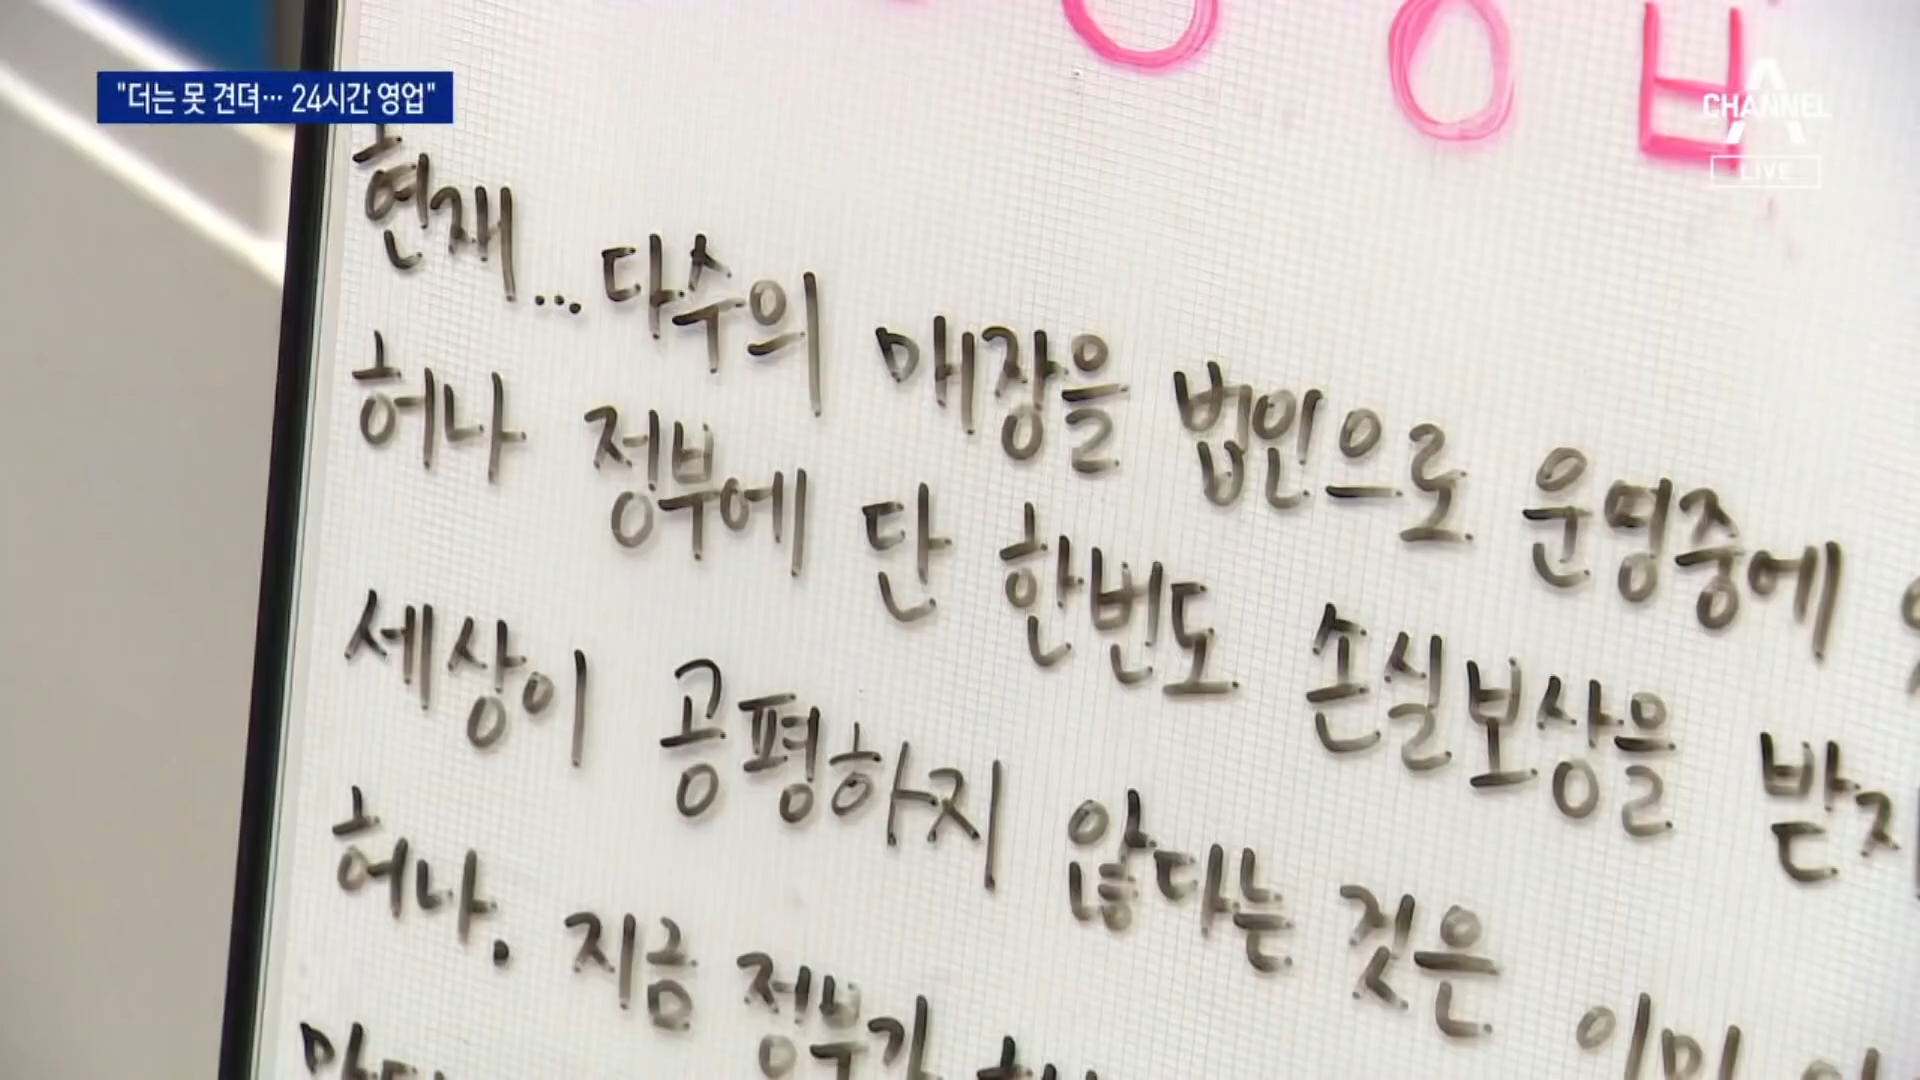 "더는 못 견뎌… 24시간 영업"
CHANNEL A
LIVE
현재...다수의 매장을 법인으로 운영중에
허나 정부에 단 한번도 손실보상을 받지
세상이 공평하지 않다는 것은 이미
허나. 지금 정부가